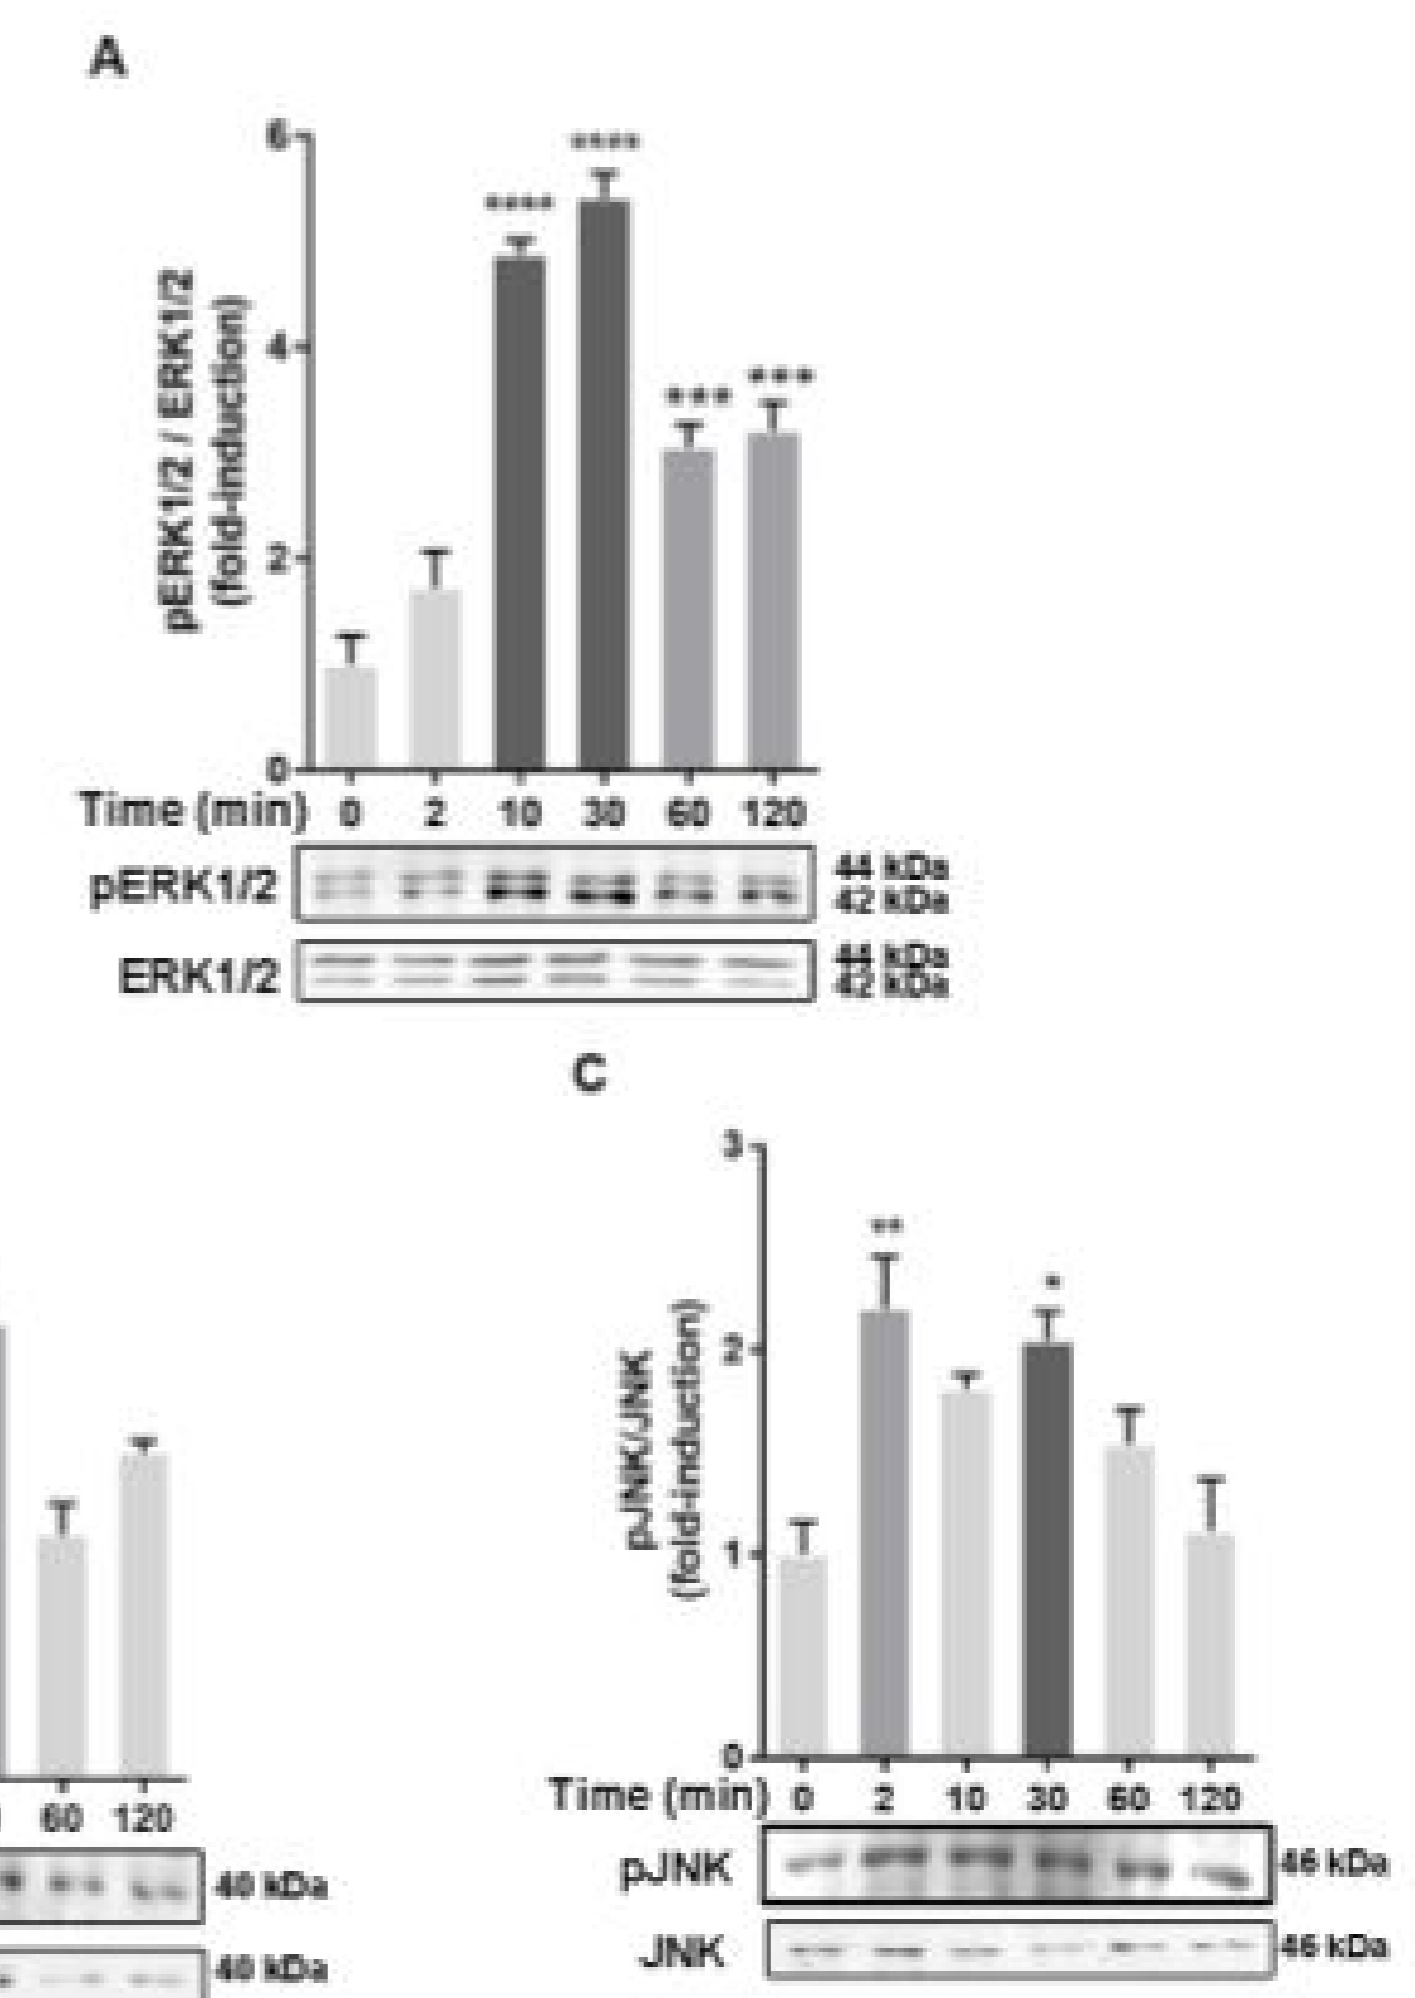 A
6
4
2
0
pERK1/2 / ERK1/2
(fold-induction)
**** **** *** ***
Time (min) 0 2 10 30 60 120
pERK1/2
44 kDa
42 kDa
ERK1/2
44 kDa
42 kDa
60 120
40 kDa
40 kDa
C
3
2
1
0
pJNK/JNK
(fold-induction)
** *
Time (min) 0 2 10 30 60 120
pJNK 46 kDa
JNK 46 kDa